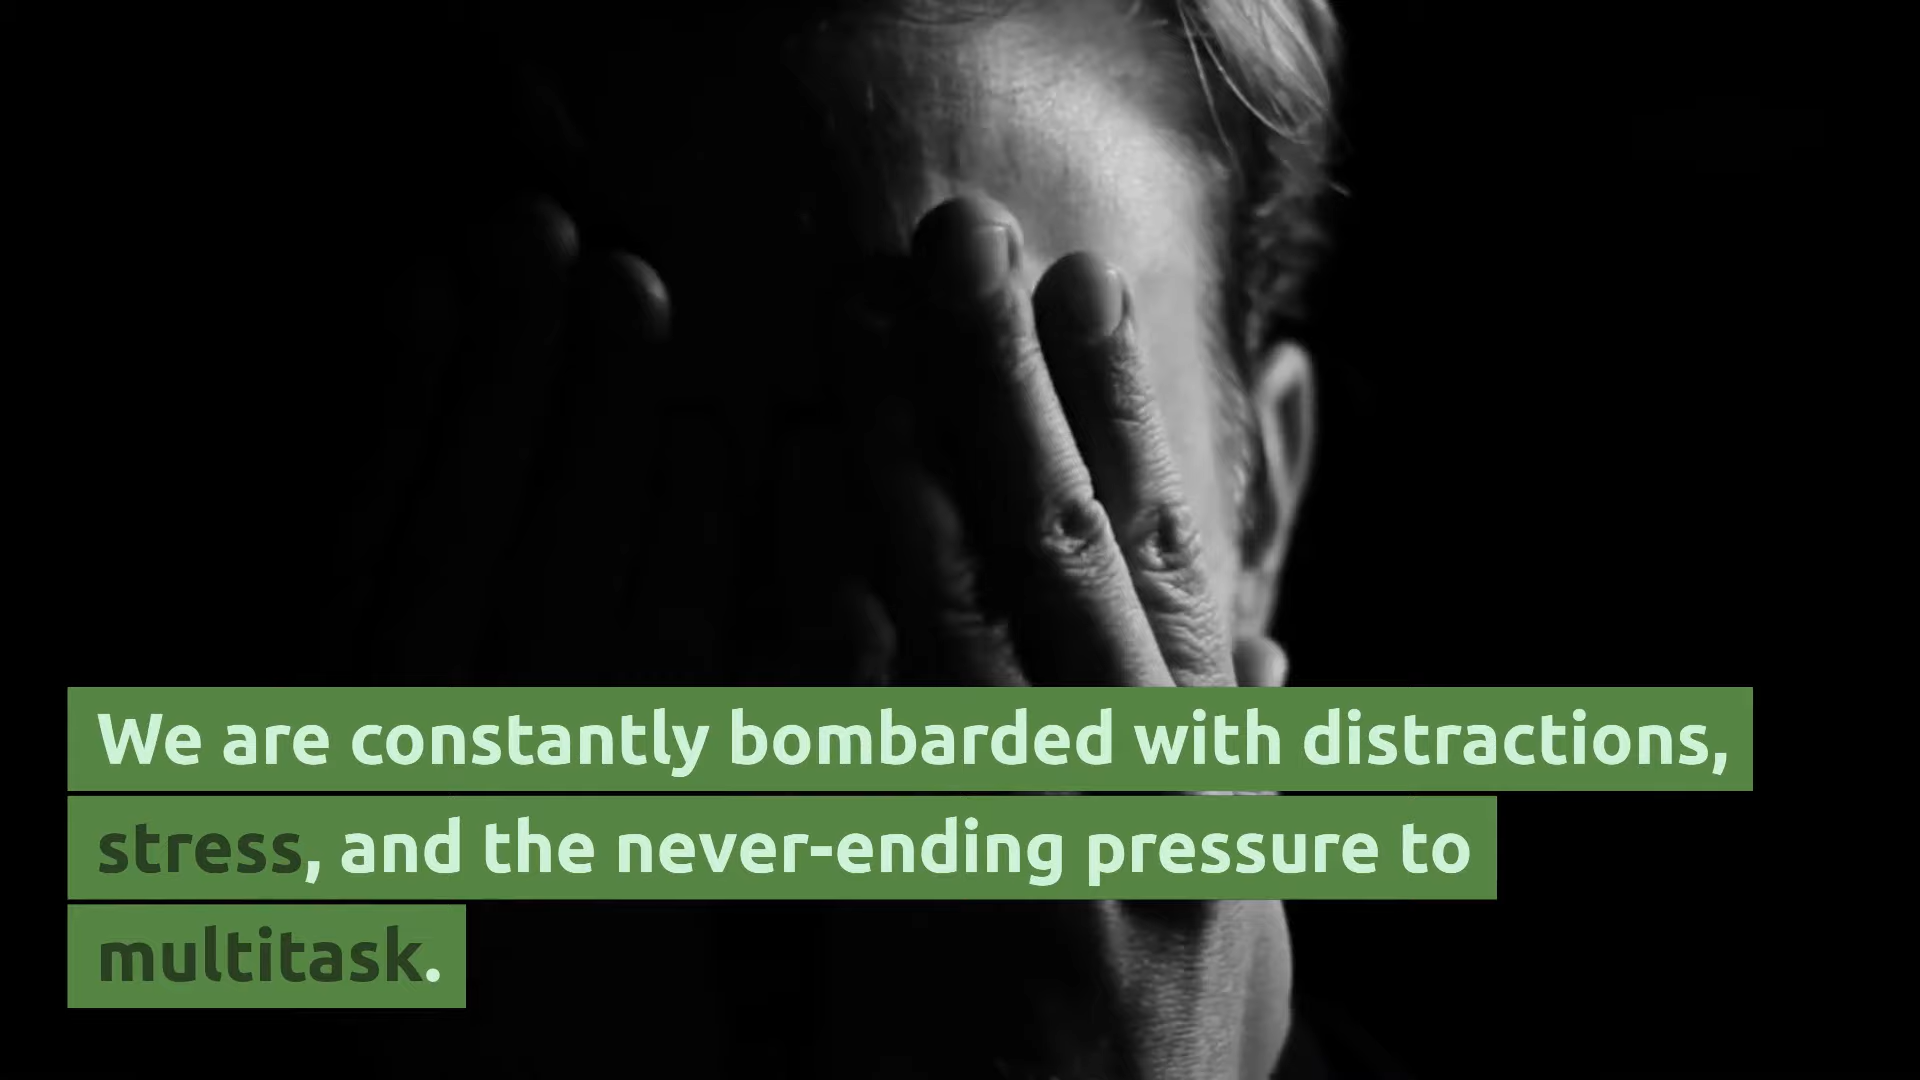 We are constantly bombarded with distractions,
stress, and the never-ending pressure to
multitask.